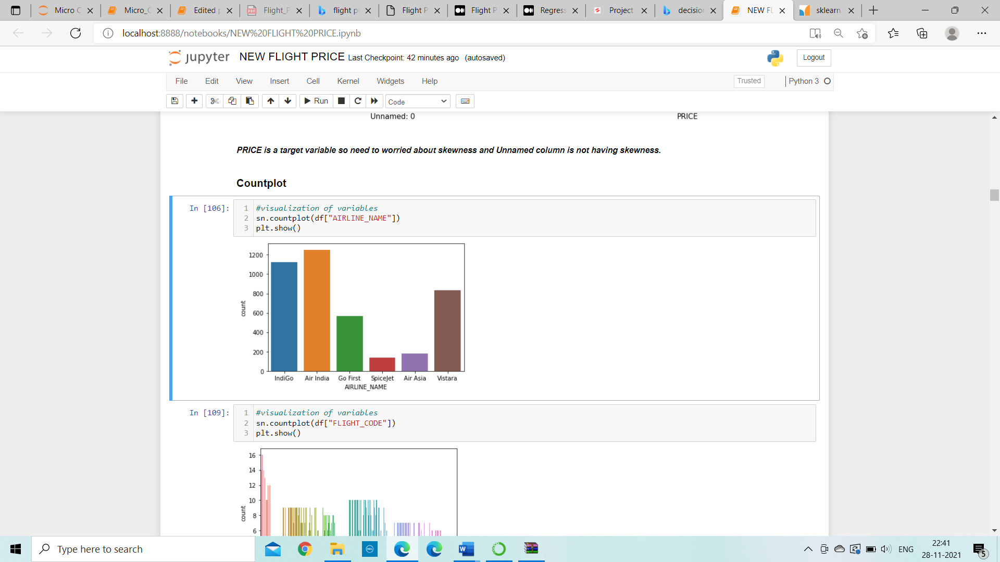 Micro C
Micro_C
Edited p
Flight_P
flight pr
Flight P
Flight P
Regress
Project
decision
NEW FL
sklearn.
localhost:8888/notebooks/NEW%20FLIGHT%20PRICE.ipynb
jupyter NEW FLIGHT PRICE Last Checkpoint: 42 minutes ago (autosaved)
Logout
File Edit View Insert Cell Kernel Widgets Help
Trusted Python 3
Run Code
Unnamed: 0 PRICE
PRICE is a target variable so need to worried about skewness and Unnamed column is not having skewness.
Countplot
In [106]:
1 #visualization of variables
2 sn.countplot(df["AIRLINE_NAME"])
3 plt.show()
1200
1000
800
600
400
200
0
count
IndiGo Air India Go First SpiceJet Air Asia Vistara
AIRLINE_NAME
In [109]:
1 #visualization of variables
2 sn.countplot(df["FLIGHT_CODE"])
3 plt.show()
16
14
12
10
8
6
count
Type here to search
DELL
W
ENG
22:41
28-11-2021
5